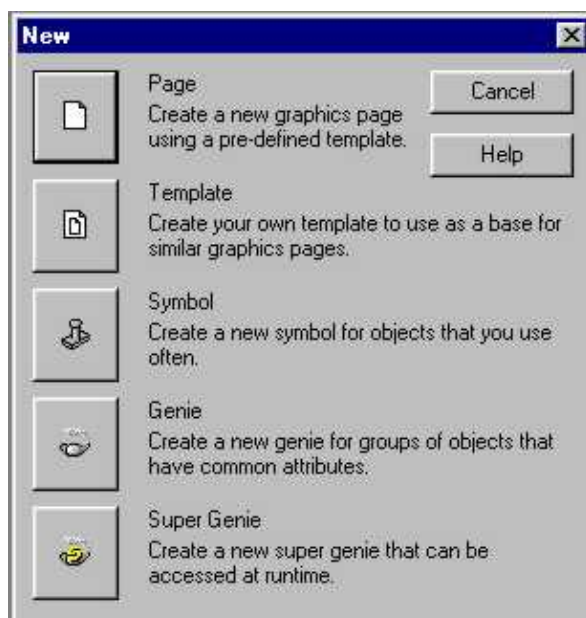 New
Page
Create a new graphics page
using a pre-defined template.
Cancel
Help
Template
Create your own template to use as a base for
similar graphics pages.
Symbol
Create a new symbol for objects that you use
often.
Genie
Create a new genie for groups of objects that
have common attributes.
Super Genie
Create a new super genie that can be
accessed at runtime.